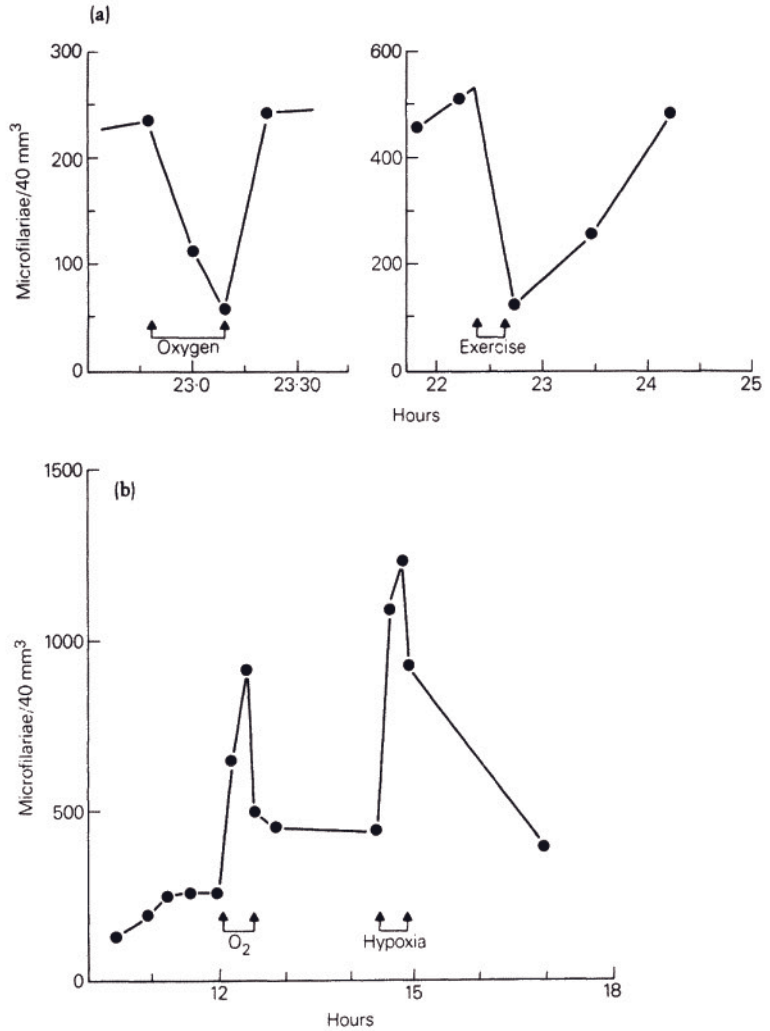 (a)
300
200
100
0
Microfilariae/40 mm³
Oxygen
23·0
23·30
600
400
200
0
Exercise
22
23
24
25
Hours
(b)
1500
1000
500
0
Microfilariae/40 mm³
O₂
Hypoxia
12
15
18
Hours